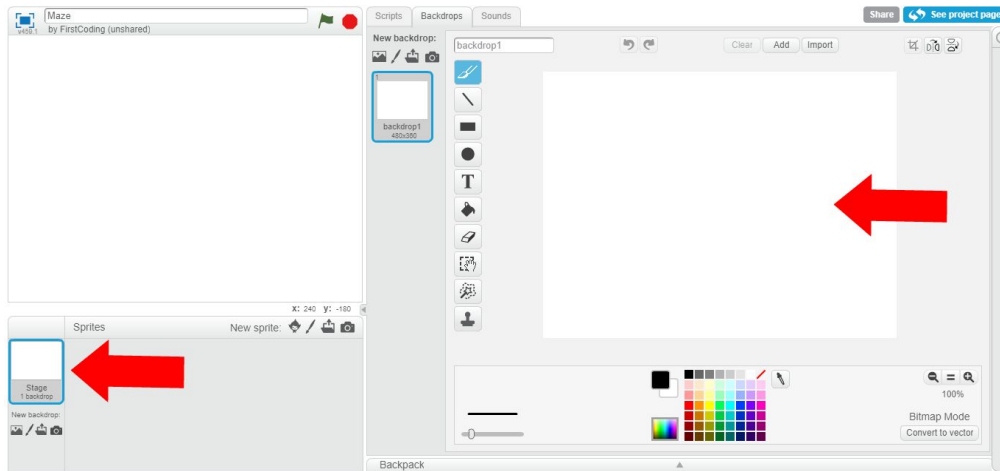 Maze
v459.1
by FirstCoding (unshared)
Scripts
Backdrops
Sounds
Share
See project page
New backdrop:
1
backdrop1
480x360
backdrop1
Clear
Add
Import
T
X: 240 Y: -180
Sprites
New sprite:
Stage
1 backdrop
New backdrop:
100%
Bitmap Mode
Convert to vector
Backpack